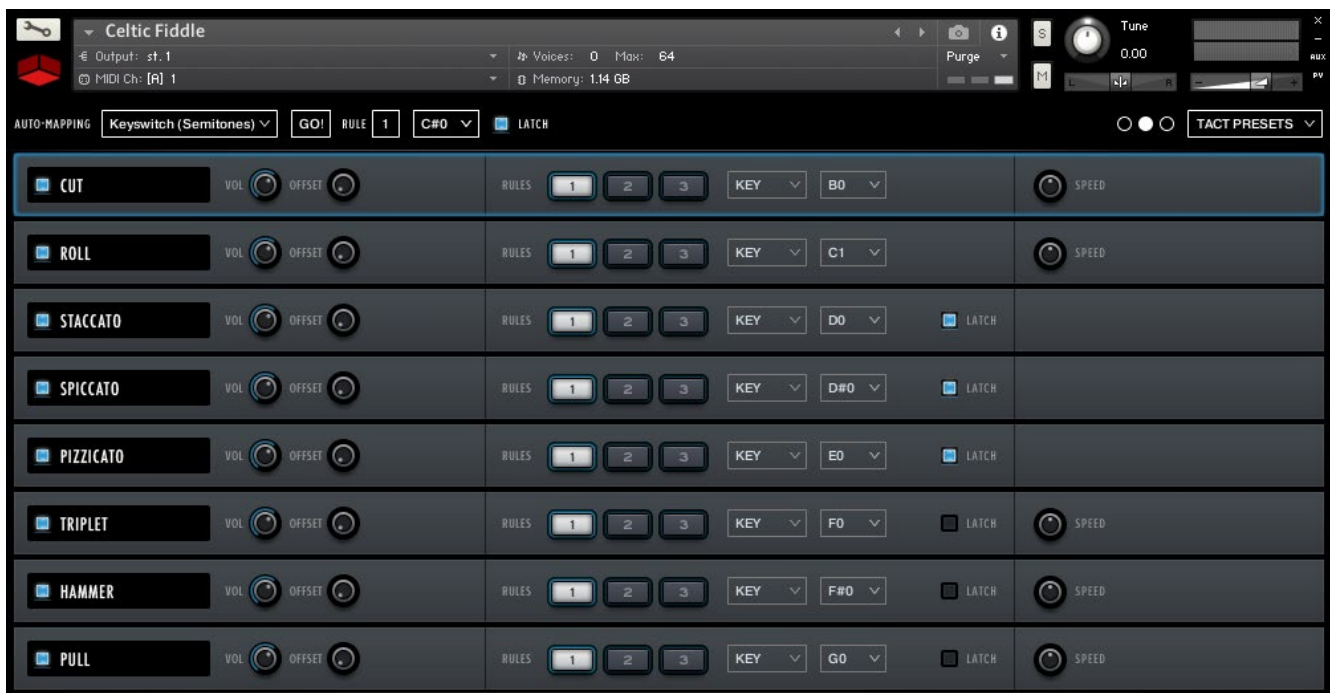 Celtic Fiddle
Output: st.1
Voices: 0 Max: 64
Purge
MIDI Ch: [A] 1
Memory: 1.14 GB
S
M
Tune
0.00
L R
- +
×
-
AUX
PV
AUTO-MAPPING Keyswitch (Semitones) GO! RULE 1 C#0 LATCH TACT PRESETS
CUT VOL OFFSET RULES 1 2 3 KEY B0 SPEED
ROLL VOL OFFSET RULES 1 2 3 KEY C1 SPEED
STACCATO VOL OFFSET RULES 1 2 3 KEY D0 LATCH
SPICCATO VOL OFFSET RULES 1 2 3 KEY D#0 LATCH
PIZZICATO VOL OFFSET RULES 1 2 3 KEY E0 LATCH
TRIPLET VOL OFFSET RULES 1 2 3 KEY F0 LATCH SPEED
HAMMER VOL OFFSET RULES 1 2 3 KEY F#0 LATCH SPEED
PULL VOL OFFSET RULES 1 2 3 KEY G0 LATCH SPEED